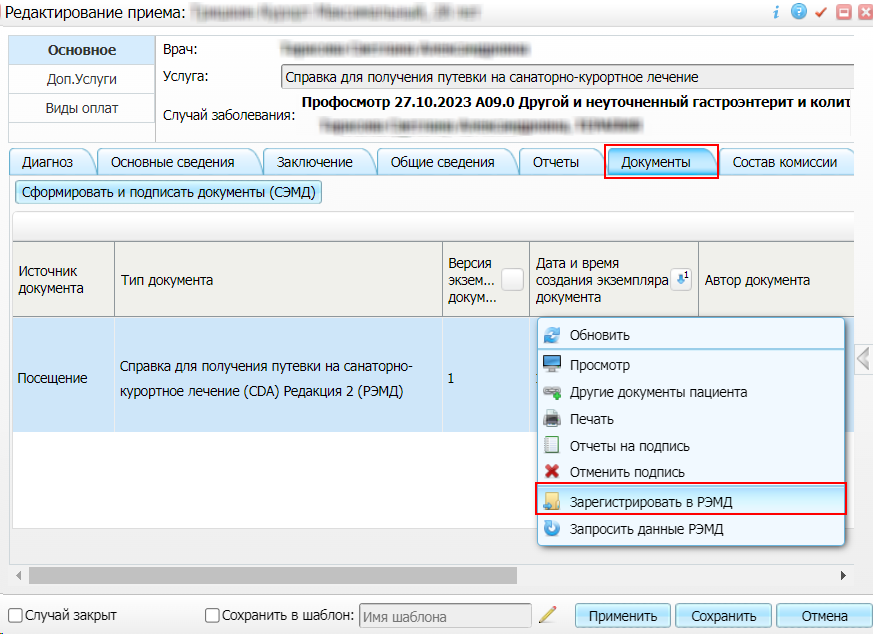 Редактирование приема:
Основное
Доп.Услуги
Виды оплат
Врач:
Услуга:
Справка для получения путевки на санаторно-курортное лечение
Случай заболевания:
Профосмотр 27.10.2023 A09.0 Другой и неуточненный гастроэнтерит и колит
Диагноз
Основные сведения
Заключение
Общие сведения
Отчеты
Документы
Состав комиссии
Сформировать и подписать документы (СЭМД)
Источник
документа
Тип документа
Версия
экзем...
докум...
Дата и время
создания экземпляра
документа
1
Автор документа
Посещение
Справка для получения путевки на санаторно-
курортное лечение (CDA) Редакция 2 (РЭМД)
1
Обновить
Просмотр
Другие документы пациента
Печать
Отчеты на подпись
Отменить подпись
Зарегистрировать в РЭМД
Запросить данные РЭМД
Случай закрыт
Сохранить в шаблон:
Имя шаблона
Применить
Сохранить
Отмена